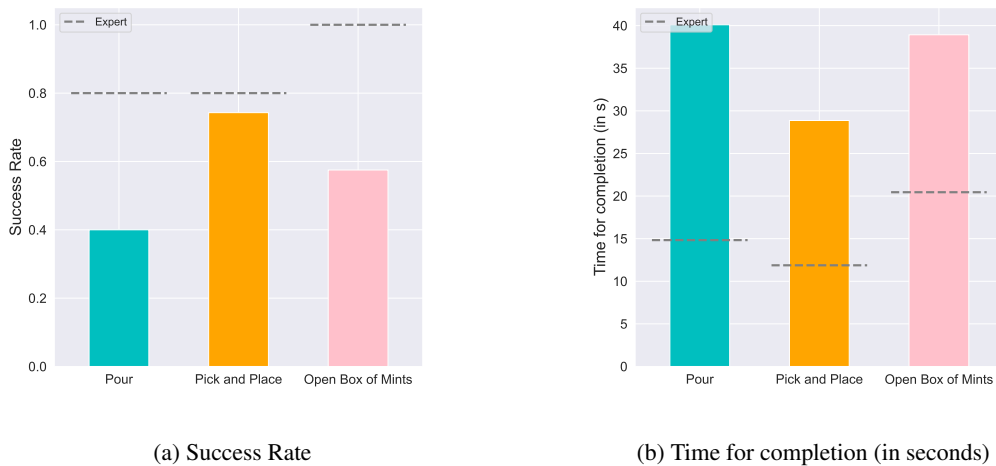 Expert
1.0
0.8
0.6
0.4
0.2
0.0
Success Rate
Pour
Pick and Place
Open Box of Mints
(a) Success Rate
Expert
40
35
30
25
20
15
10
5
0
Time for completion (in s)
Pour
Pick and Place
Open Box of Mints
(b) Time for completion (in seconds)